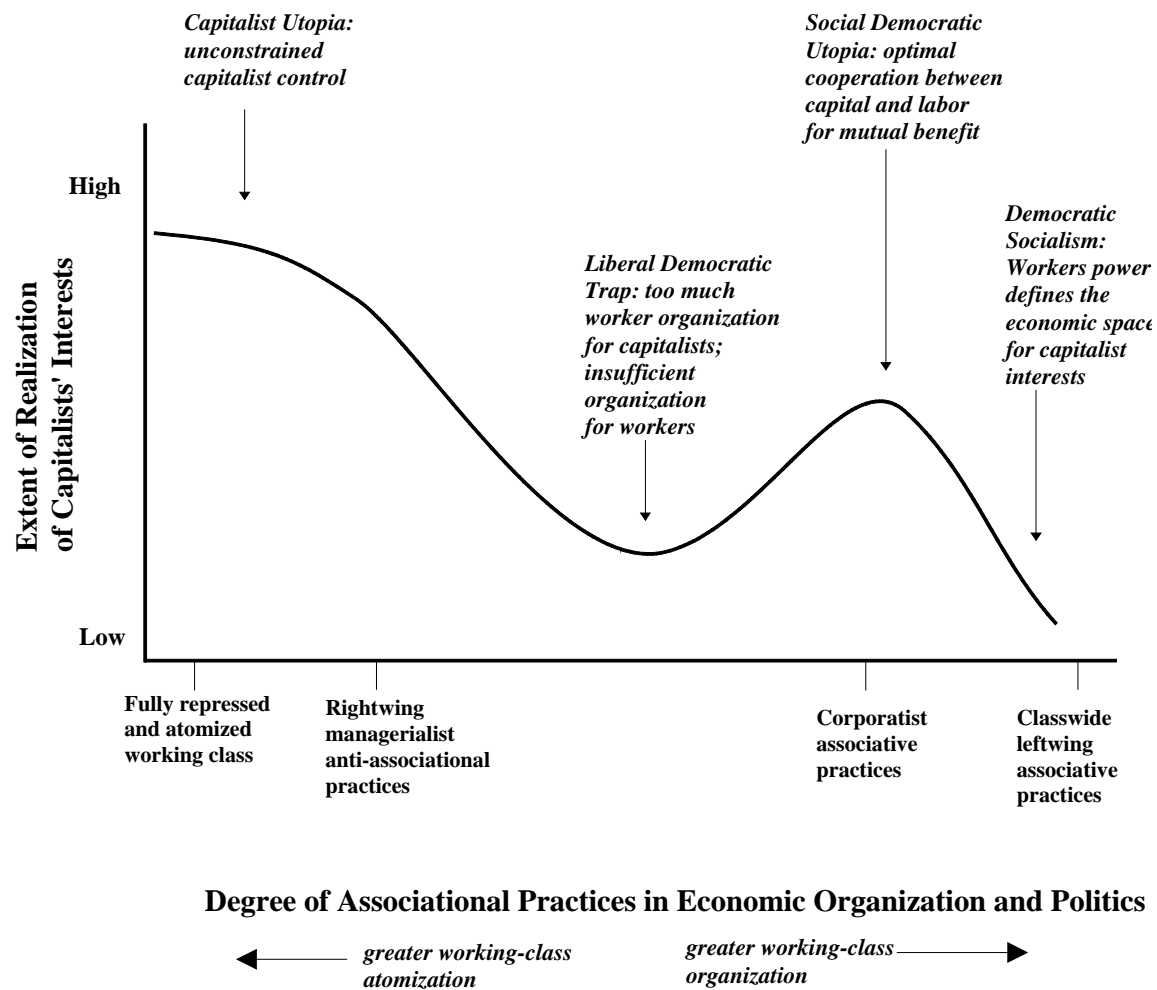 Capitalist Utopia:
unconstrained
capitalist control
Social Democratic
Utopia: optimal
cooperation between
capital and labor
for mutual benefit
High
Democratic
Socialism:
Workers power
defines the
economic space
for capitalist
interests
Liberal Democratic
Trap: too much
worker organization
for capitalists;
insufficient
organization
for workers
Extent of Realization
of Capitalists' Interests
Low
Fully repressed
and atomized
working class
Rightwing
managerialist
anti-associational
practices
Corporatist
associative
practices
Classwide
leftwing
associative
practices
Degree of Associational Practices in Economic Organization and Politics
greater working-class
atomization
greater working-class
organization